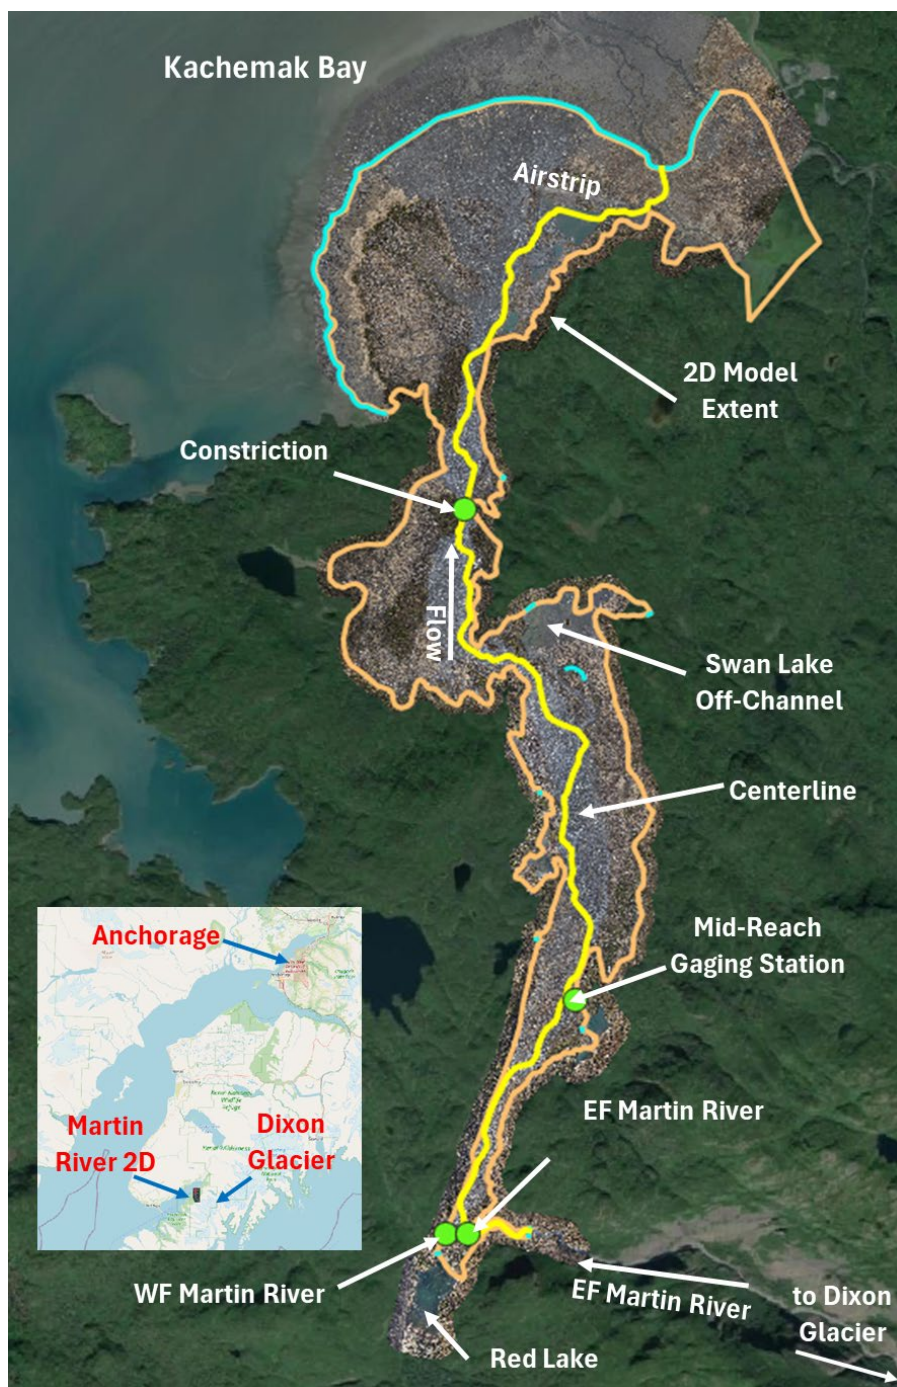 Kachemak Bay
Airstrip
2D Model
Extent
Constriction
Flow
Swan Lake
Off-Channel
Centerline
Mid-Reach
Gaging Station
Anchorage
EF Martin River
Martin
River 2D
Dixon
Glacier
WF Martin River
EF Martin River
to Dixon
Glacier
Red Lake